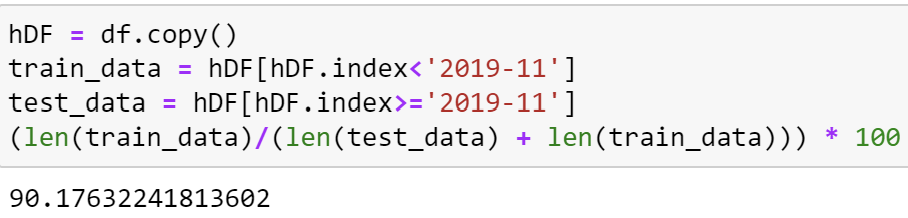 hDF = df.copy()
train_data = hDF[hDF.index<'2019-11']
test_data = hDF[hDF.index>='2019-11']
(len(train_data)/(len(test_data) + len(train_data))) * 100
90.17632241813602